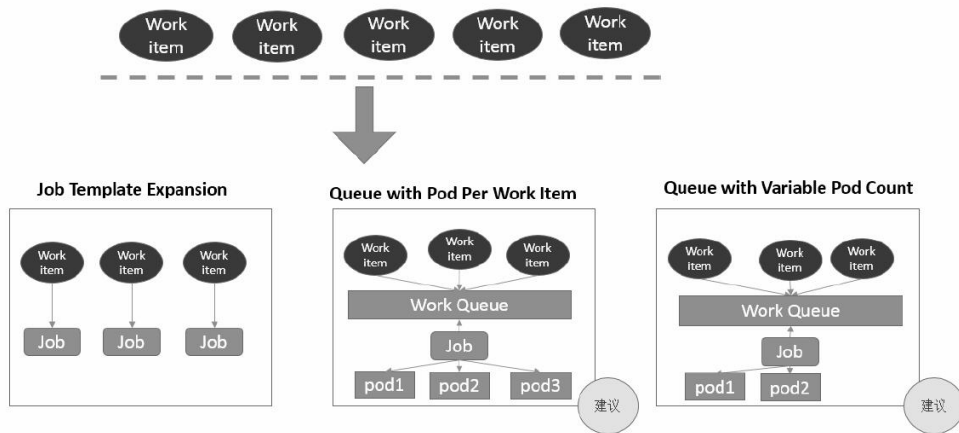 Work
item
Work
item
Work
item
Work
item
Work
item
Job Template Expansion
Queue with Pod Per Work Item
Queue with Variable Pod Count
Work
item
Work
item
Work
item
Job
Job
Job
Work
item
Work
item
Work
item
Work Queue
Job
pod1
pod2
pod3
建议
Work
item
Work
item
Work
item
Work Queue
Job
pod1
pod2
建议